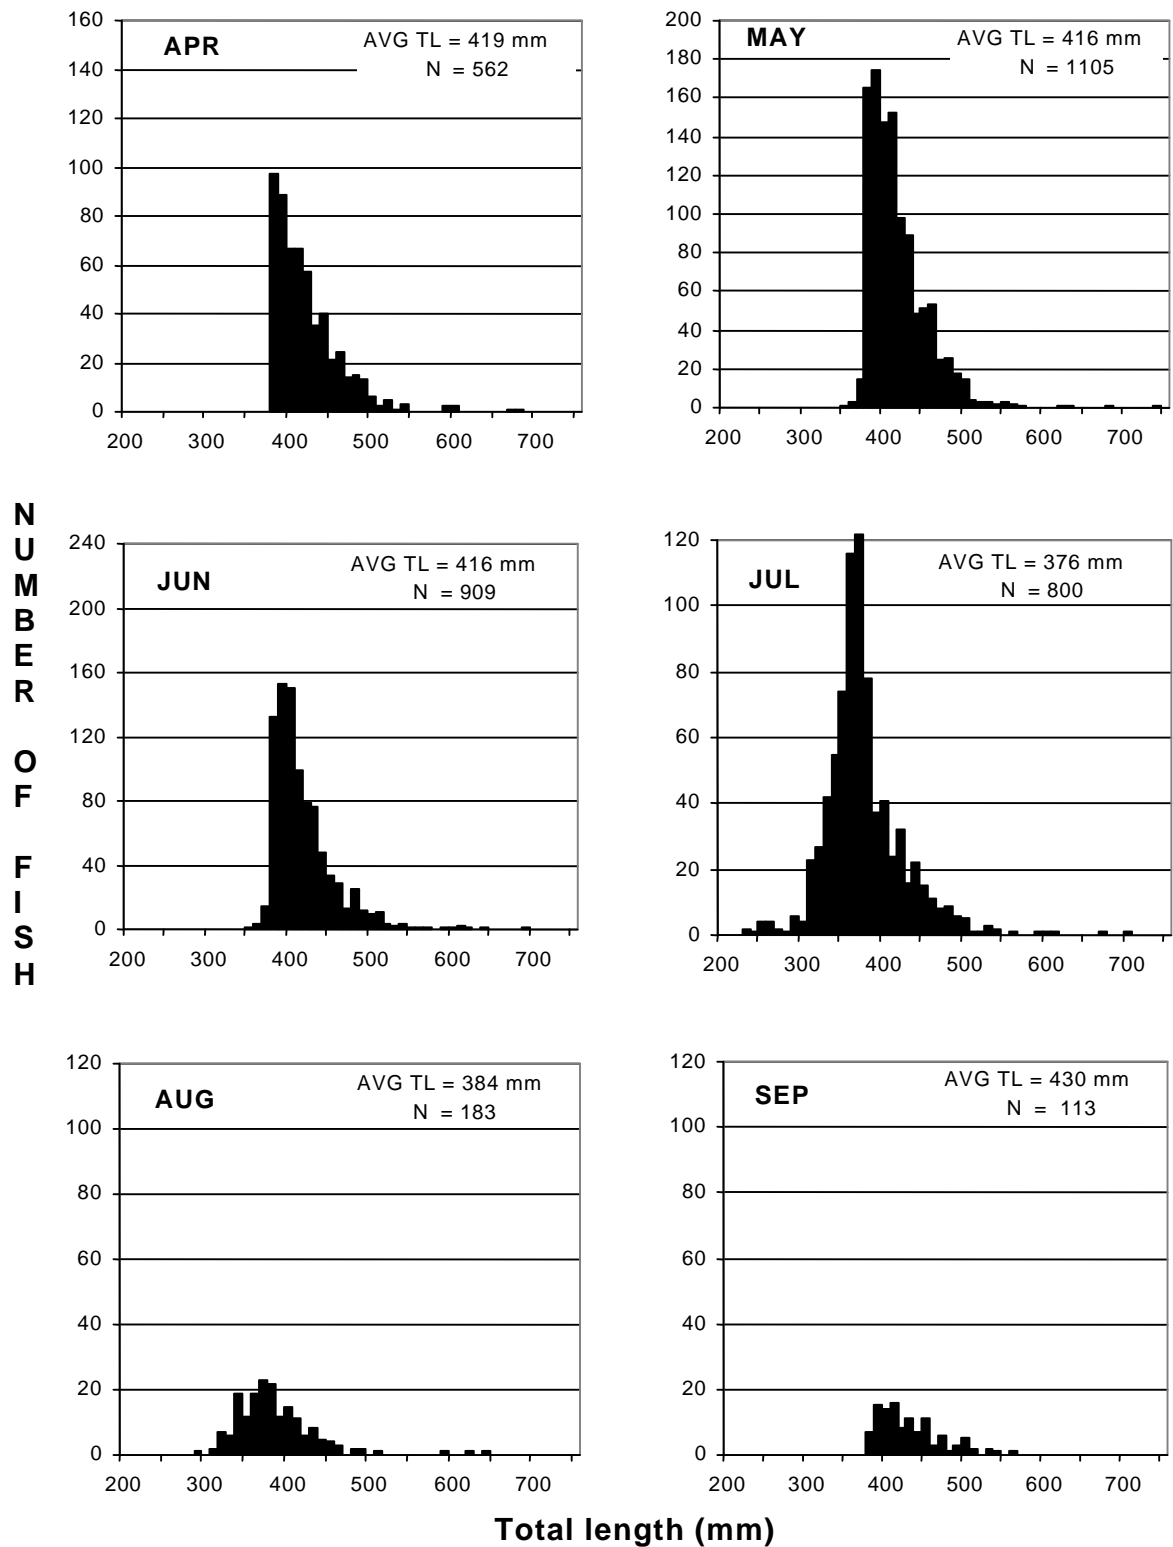 APR
AVG TL = 419 mm
N = 562
160
140
120
100
80
60
40
20
0
200 300 400 500 600 700
MAY
AVG TL = 416 mm
N = 1105
200
180
160
140
120
100
80
60
40
20
0
200 300 400 500 600 700
NUMBER OF FISH
JUN
AVG TL = 416 mm
N = 909
240
200
160
120
80
40
0
200 300 400 500 600 700
JUL
AVG TL = 376 mm
N = 800
120
100
80
60
40
20
0
200 300 400 500 600 700
AUG
AVG TL = 384 mm
N = 183
120
100
80
60
40
20
0
200 300 400 500 600 700
SEP
AVG TL = 430 mm
N = 113
120
100
80
60
40
20
0
200 300 400 500 600 700
Total length (mm)